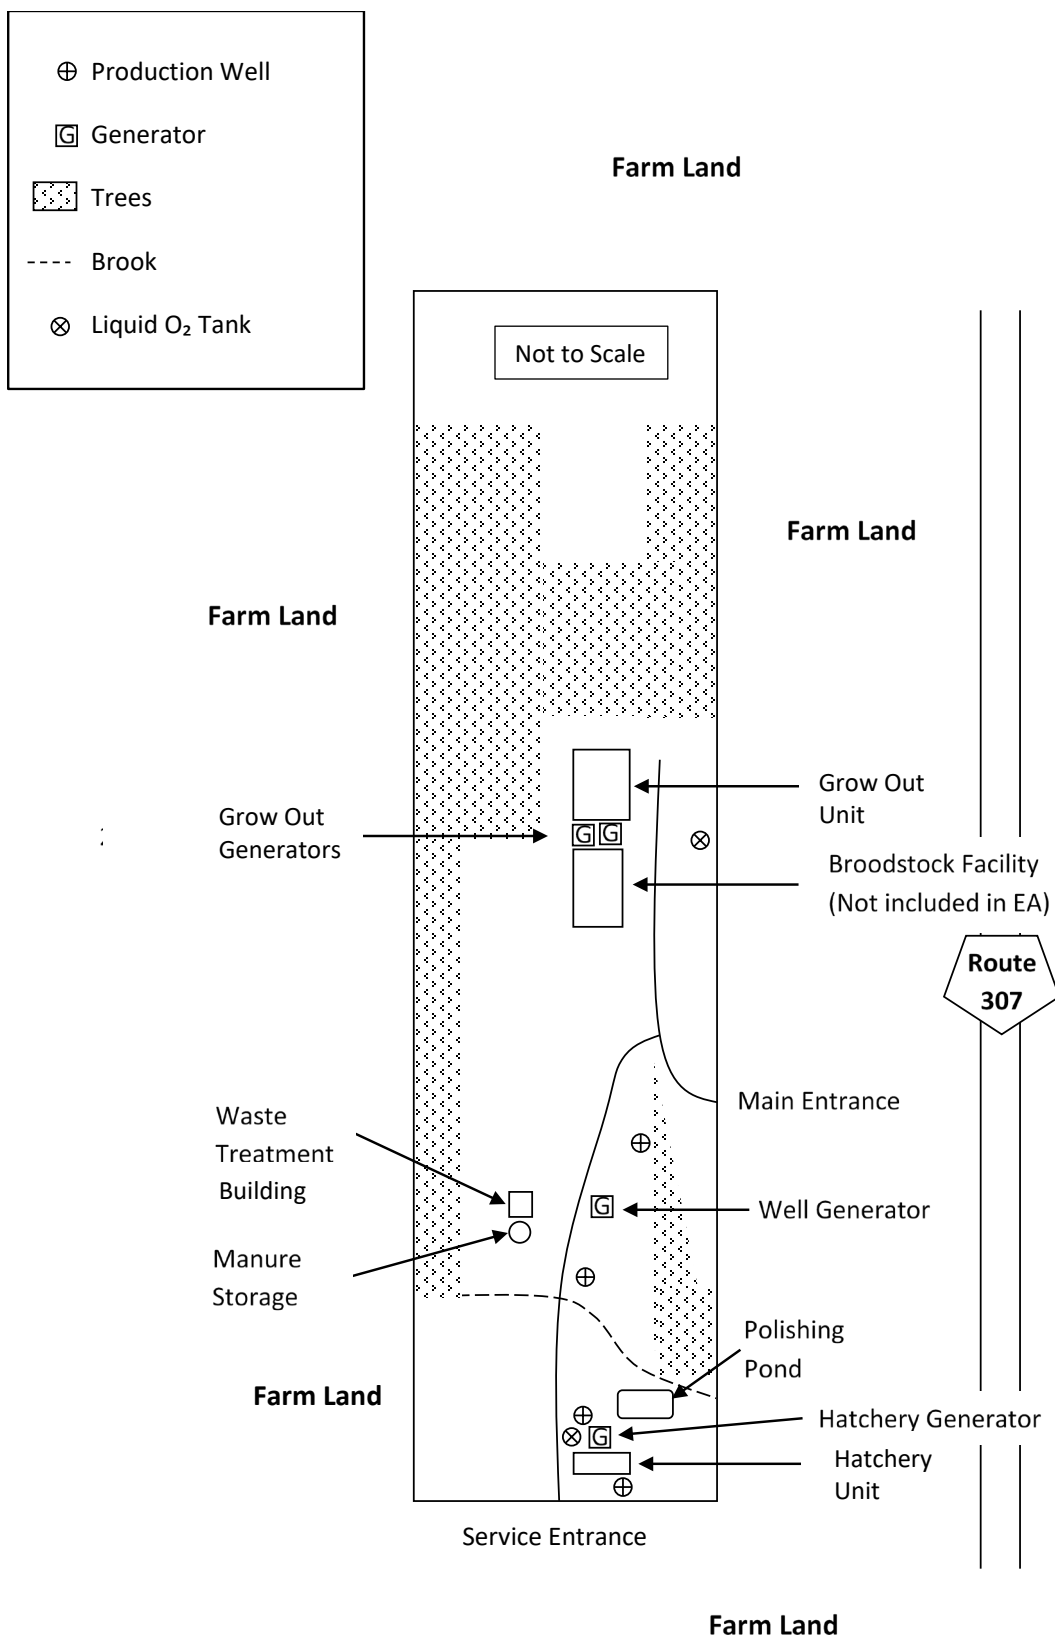 Production Well
G Generator
Trees
Brook
Liquid O₂ Tank
Farm Land
Not to Scale
Farm Land
Farm Land
Grow Out
Unit
Grow Out
Generators
G G
Broodstock Facility
(Not included in EA)
Route
307
Main Entrance
Waste
Treatment
Building
G
Well Generator
Manure
Storage
Polishing
Pond
Farm Land
Hatchery Generator
G
Hatchery
Unit
Service Entrance
Farm Land